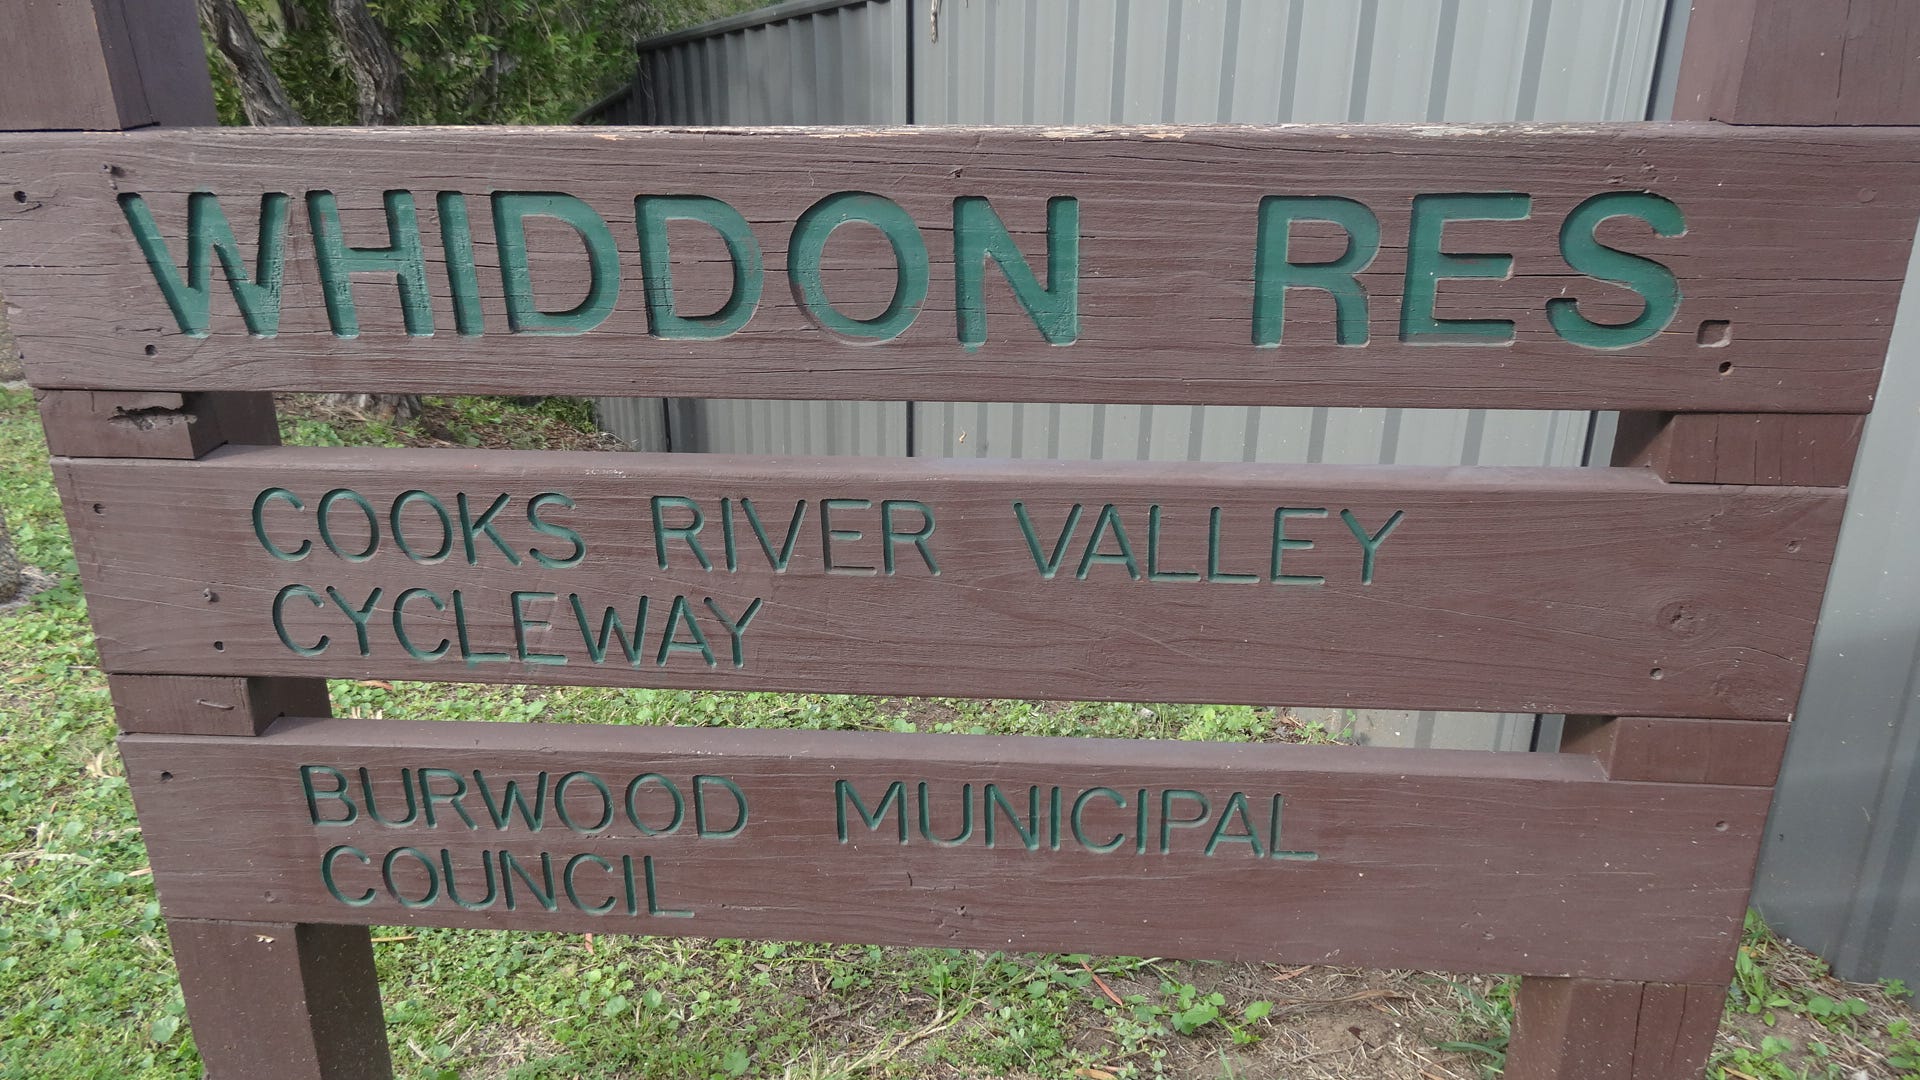 WHIDDON RES.
COOKS RIVER VALLEY
CYCLEWAY
BURWOOD MUNICIPAL
COUNCIL